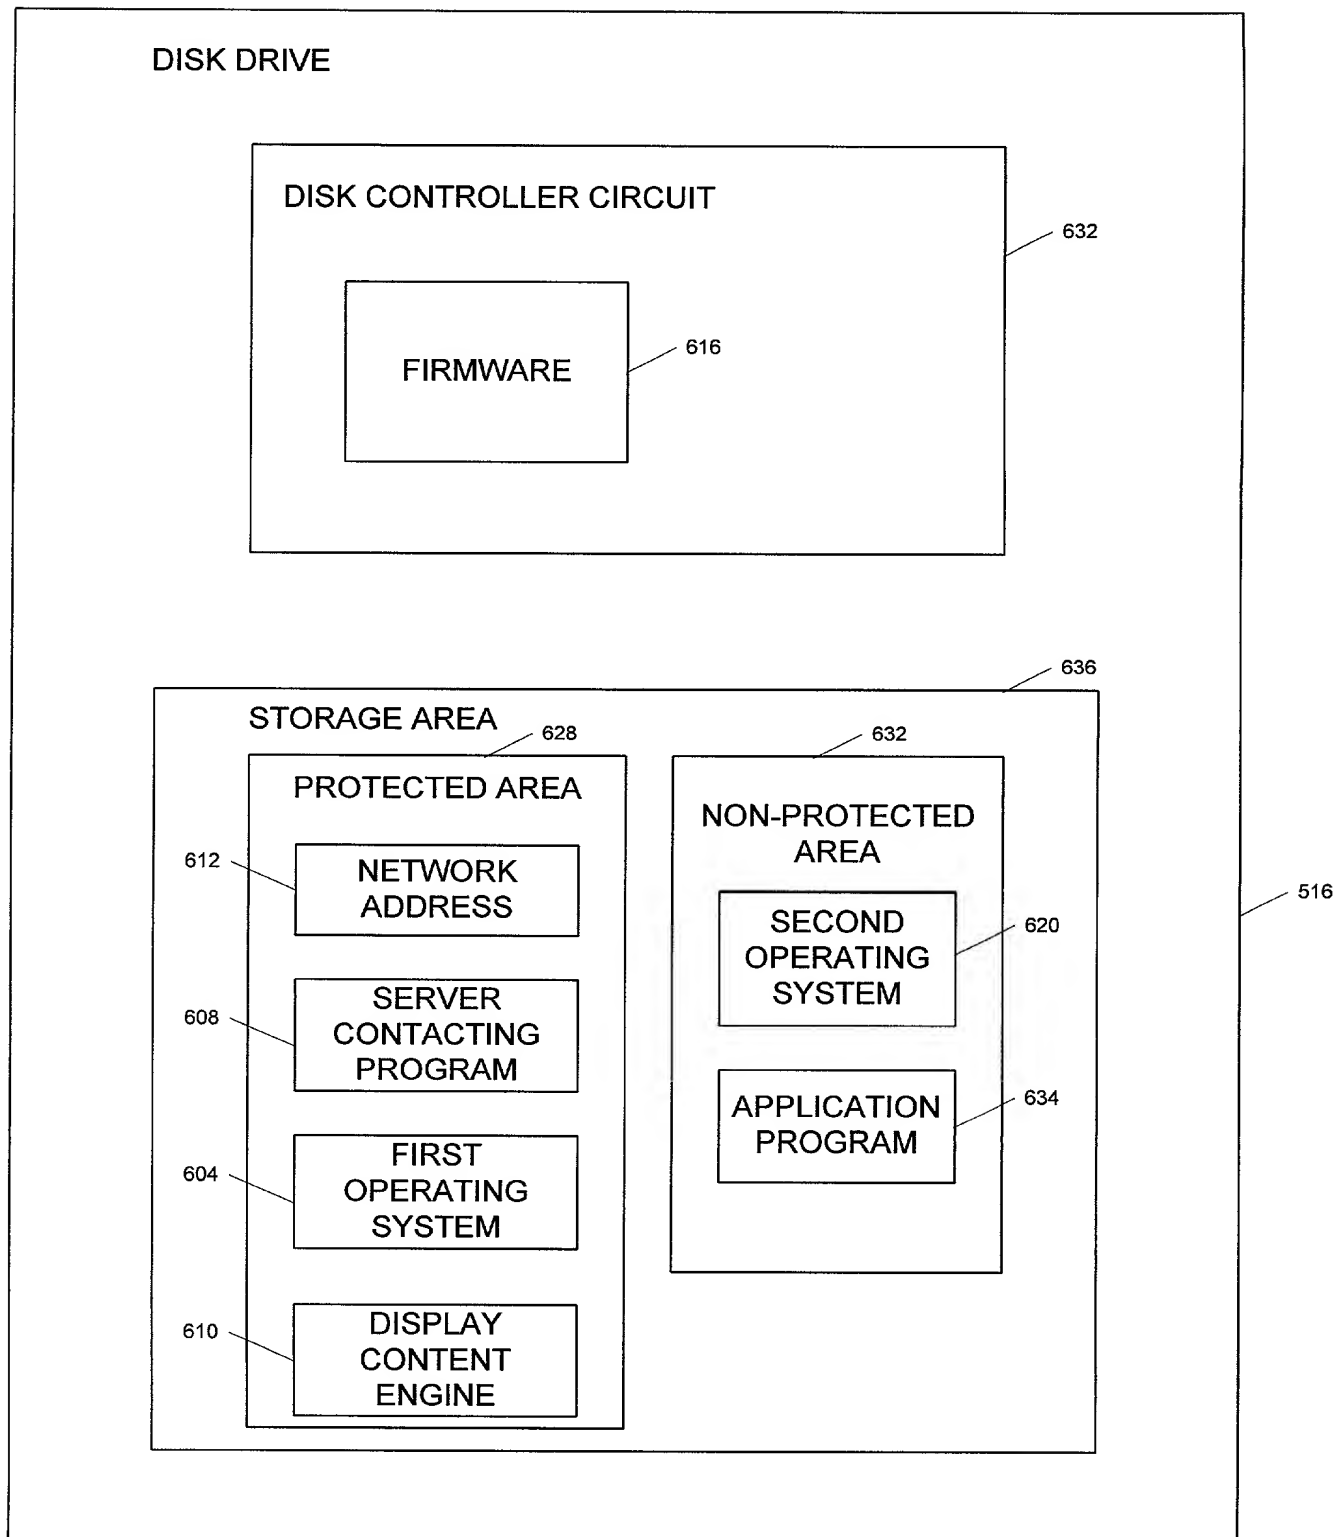 DISK DRIVE
DISK CONTROLLER CIRCUIT
632
FIRMWARE
616
636
STORAGE AREA
628
632
PROTECTED AREA
NON-PROTECTED
AREA
612
NETWORK
ADDRESS
516
SECOND
OPERATING
SYSTEM
620
608
SERVER
CONTACTING
PROGRAM
APPLICATION
PROGRAM
634
604
FIRST
OPERATING
SYSTEM
610
DISPLAY
CONTENT
ENGINE